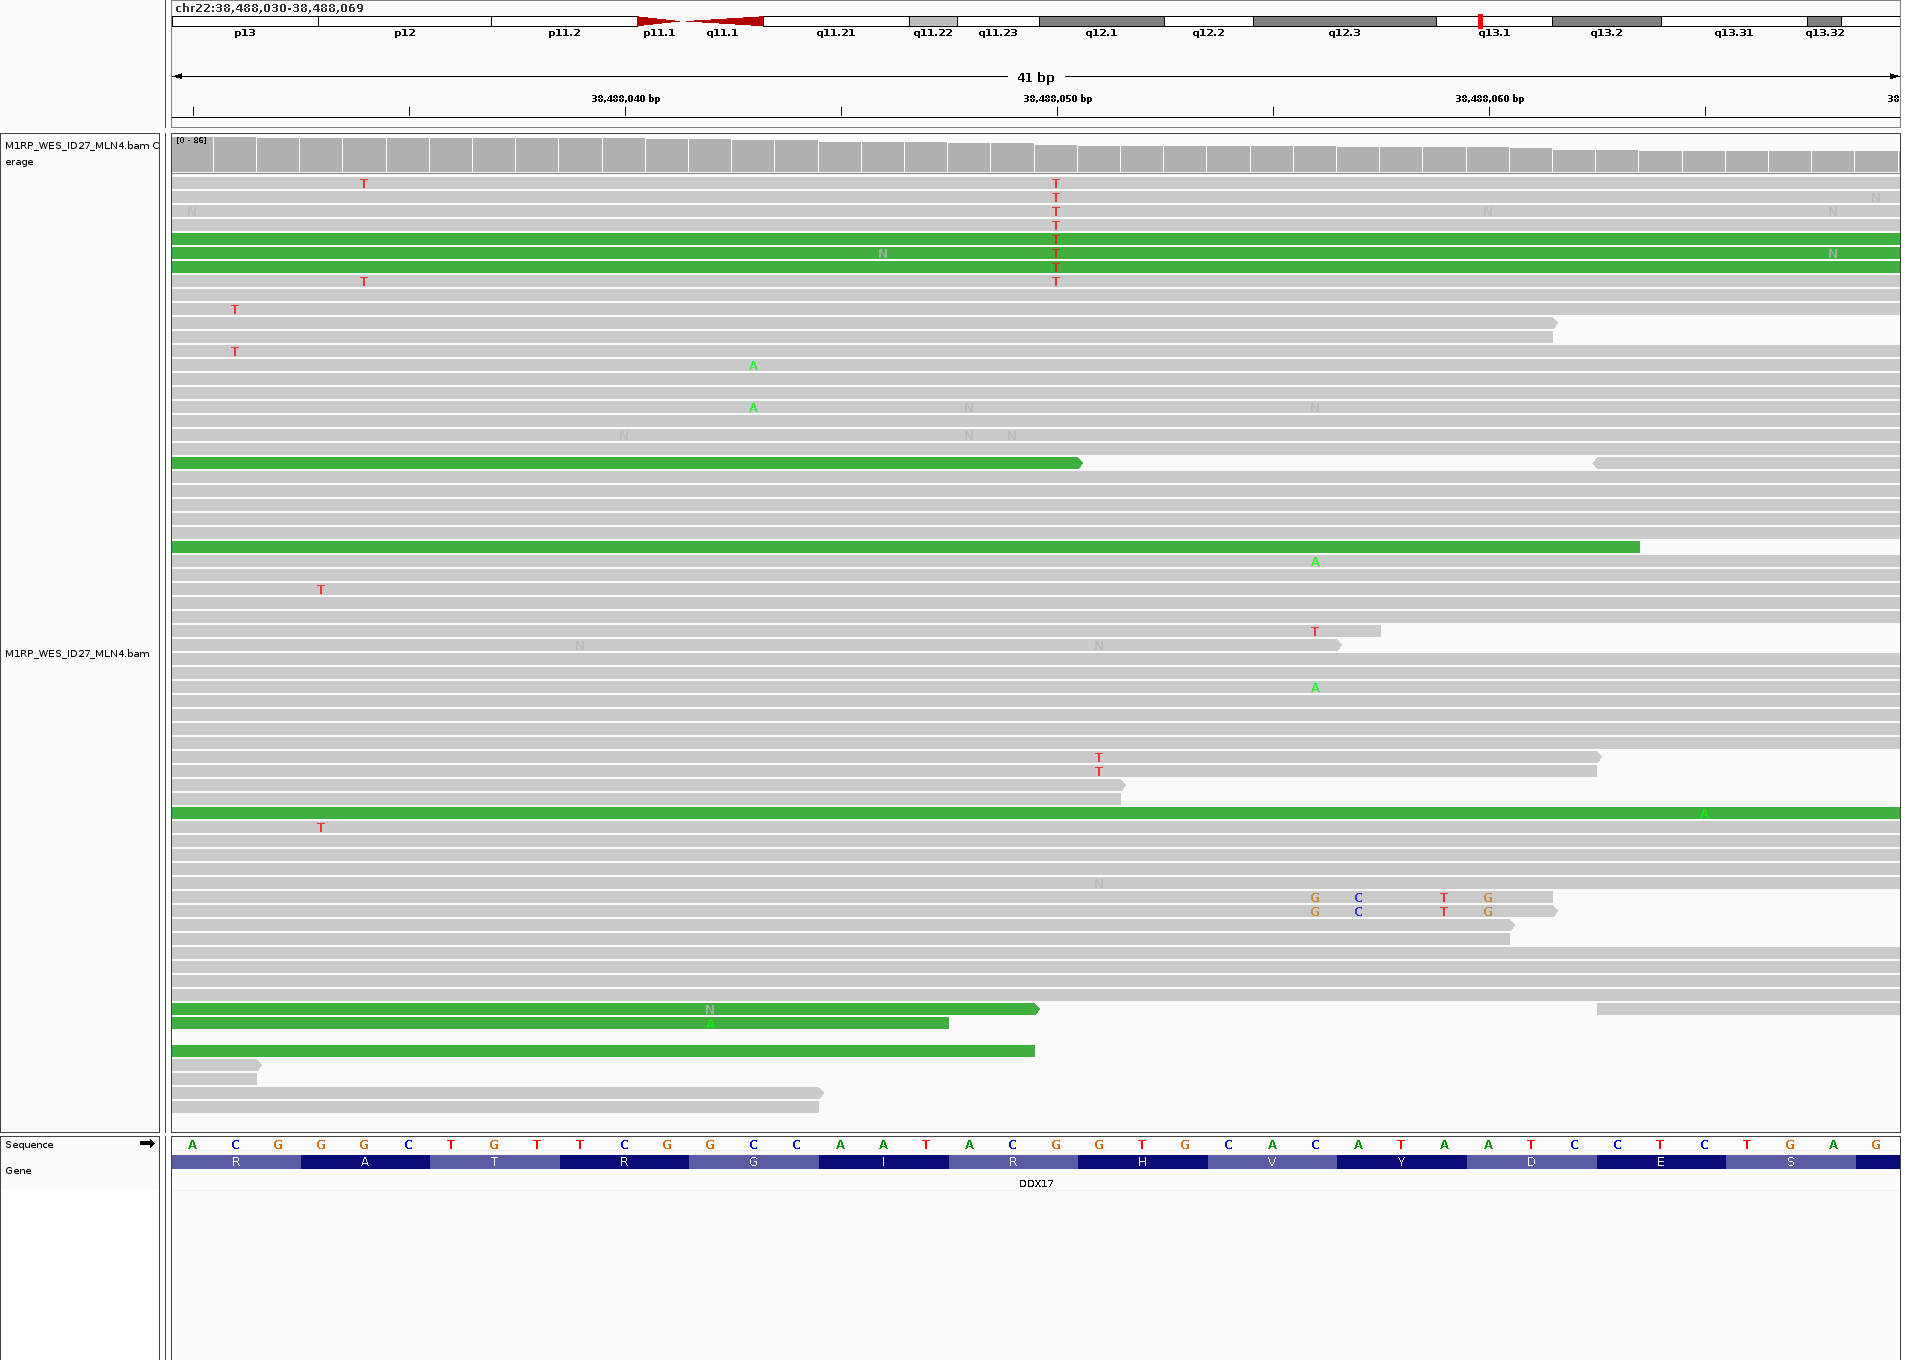 chr22:38,488,030-38,488,069
p13 p12 p11.2 p11.1 q11.1 q11.21 q11.22 q11.23 q12.1 q12.2 q12.3 q13.1 q13.2 q13.31 q13.32
41 bp
38,488,040 bp 38,488,050 bp 38,488,060 bp 38
M1RP_WES_ID27_MLN4.bam C
erage
[0 - 86]
T T
T N
N T N N
T
T
N T N
T
T T
T
T
A
A N N
N N N
A
T
T
N N
M1RP_WES_ID27_MLN4.bam
A
T
T
A
T
N
G C T G
G C T G
N
A
Sequence A C G G G C T G T T C G G C C A A T A C G G T G C A C A T A A T C C T C T G A G
Gene R A T R G I R H V Y D E S
DDX17